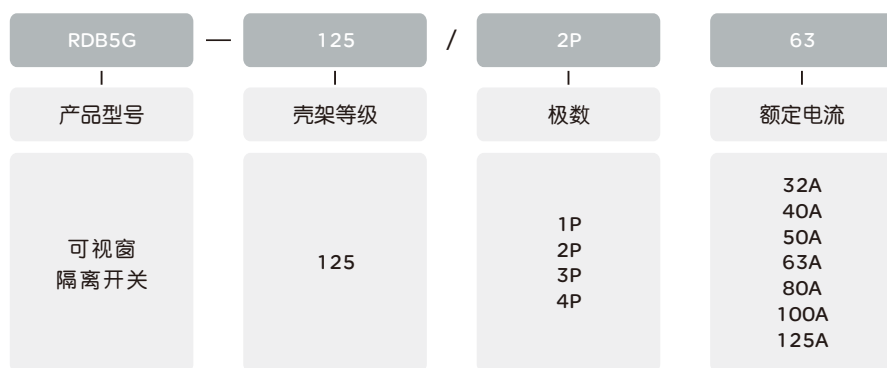 RDB5G — 125 / 2P 63
产品型号 壳架等级 极数 额定电流
可视窗
隔离开关
125
1P
2P
3P
4P
32A
40A
50A
63A
80A
100A
125A